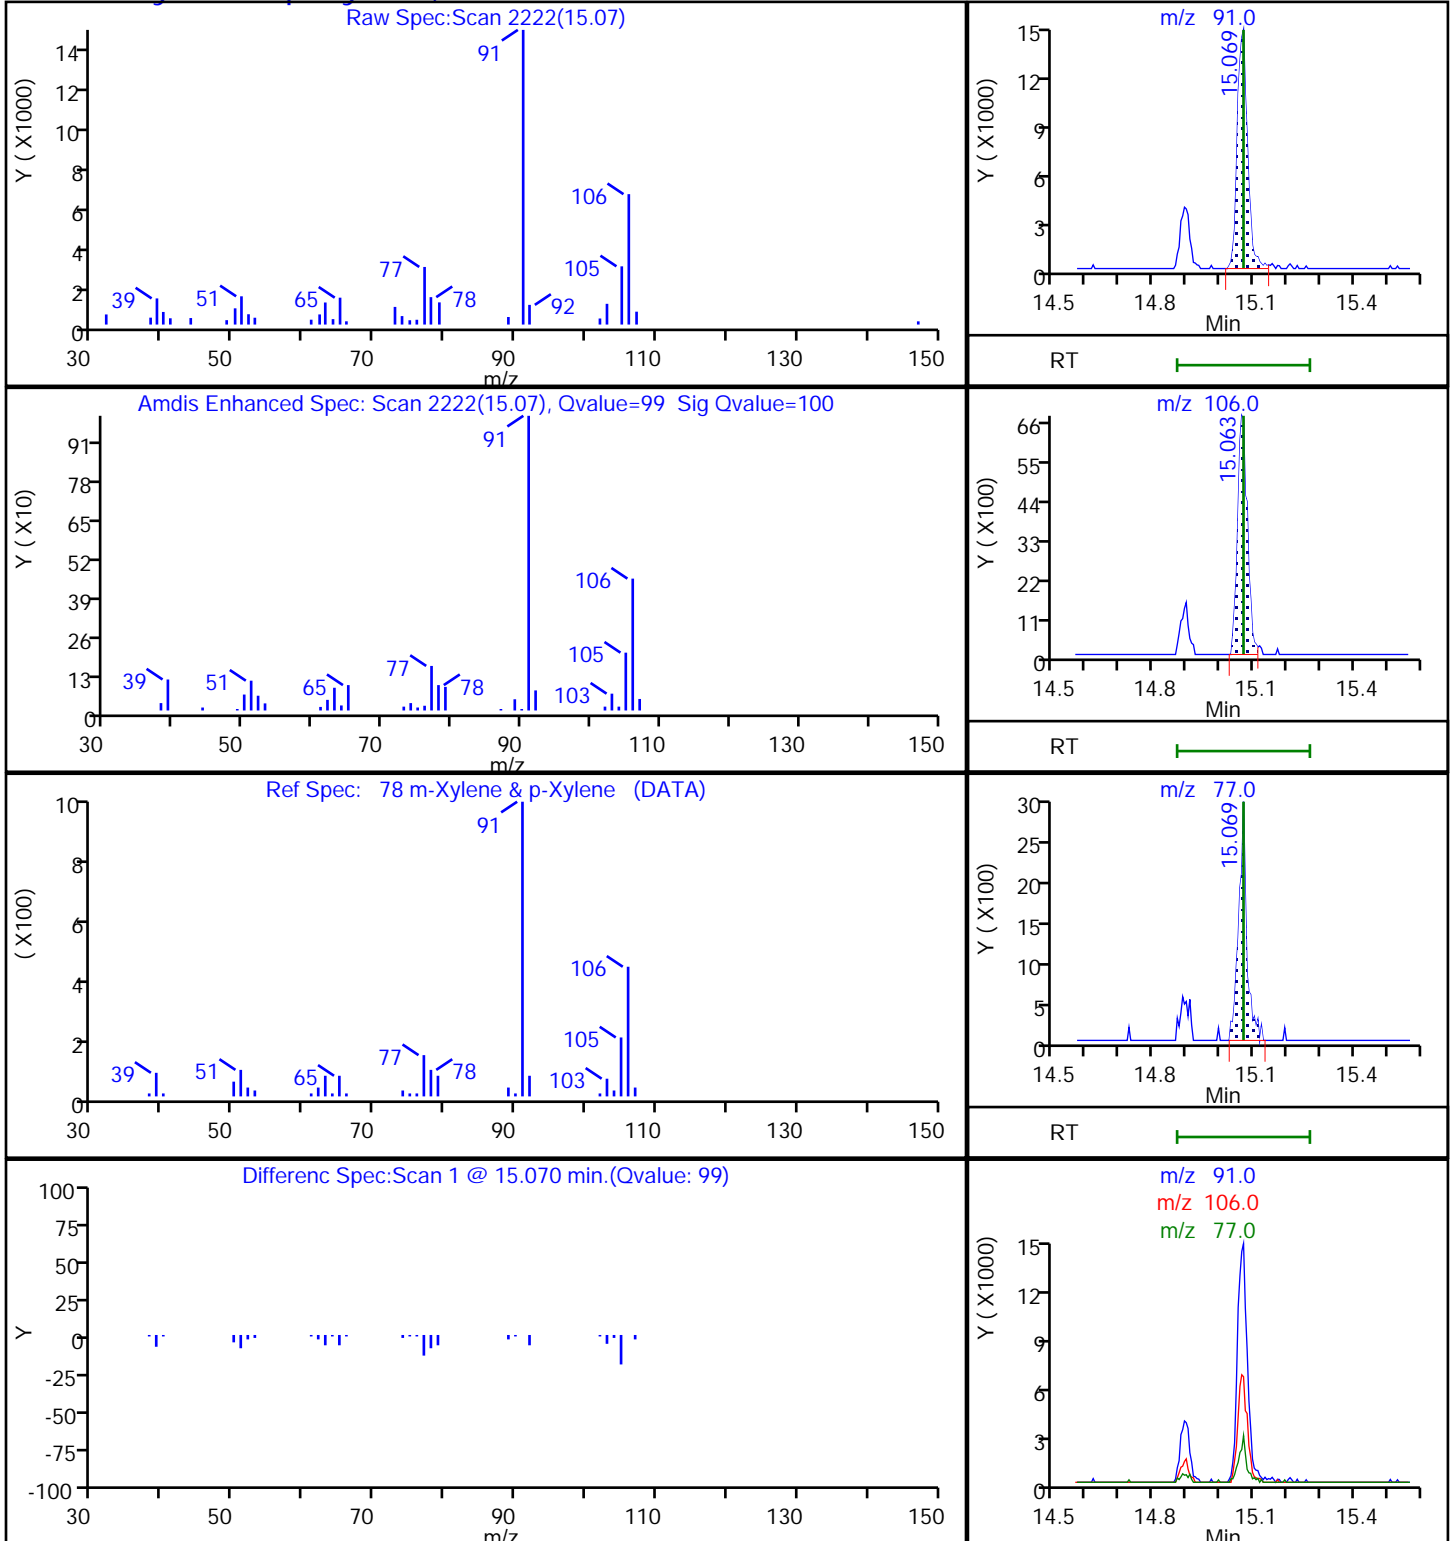 Raw Spec:Scan 2222(15.07)
Y ( X1000)
14
12
10
8
6
4
2
0
91
106
105
77
78
92
65
51
39
30 50 70 90 110 130 150
m/z
m/z 91.0
Y ( X1000)
15
12
9
6
3
0
15.069
14.5 14.8 15.1 15.4
Min
RT
Amdis Enhanced Spec: Scan 2222(15.07), Qvalue=99 Sig Qvalue=100
Y ( X10)
91
78
65
52
39
26
13
0
91
106
105
103
77
78
65
51
39
30 50 70 90 110 130 150
m/z
m/z 106.0
Y ( X100)
66
55
44
33
22
11
0
15.063
14.5 14.8 15.1 15.4
Min
RT
Ref Spec: 78 m-Xylene & p-Xylene (DATA)
( X100)
10
8
6
4
2
0
91
106
105
103
77
78
65
51
39
30 50 70 90 110 130 150
m/z 77.0
Y ( X100)
30
25
20
15
10
5
0
15.069
14.5 14.8 15.1 15.4
Min
RT
Differenc Spec:Scan 1 @ 15.070 min.(Qvalue: 99)
Y
100
75
50
25
0
-25
-50
-75
-100
30 50 70 90 110 130 150
m/z
m/z 91.0
m/z 106.0
m/z 77.0
Y ( X1000)
15
12
9
6
3
0
14.5 14.8 15.1 15.4
Min